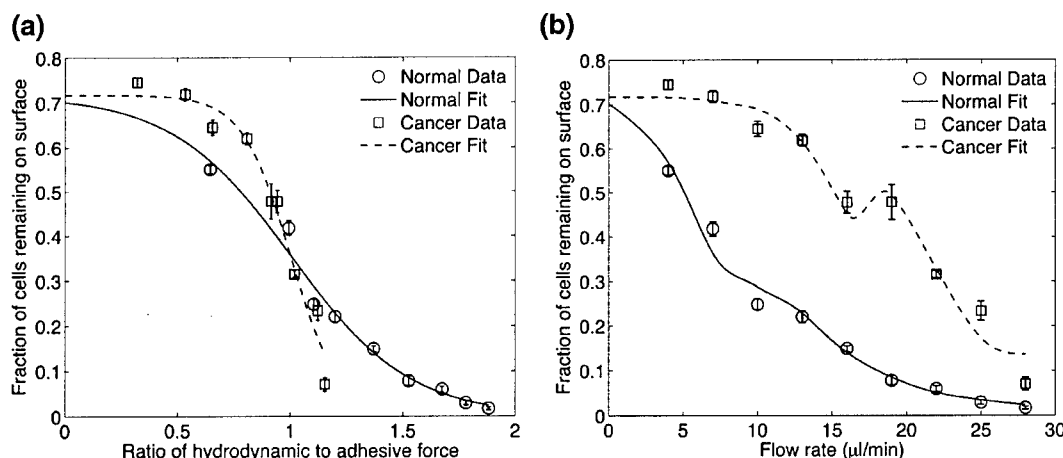 (a)
0.8
0.7
0.6
0.5
0.4
0.3
0.2
0.1
0
0
0.5
1
1.5
2
Fraction of cells remaining on surface
Ratio of hydrodynamic to adhesive force
Normal Data
Normal Fit
Cancer Data
Cancer Fit
(b)
0.8
0.7
0.6
0.5
0.4
0.3
0.2
0.1
0
0
5
10
15
20
25
30
Fraction of cells remaining on surface
Flow rate (μl/min)
Normal Data
Normal Fit
Cancer Data
Cancer Fit